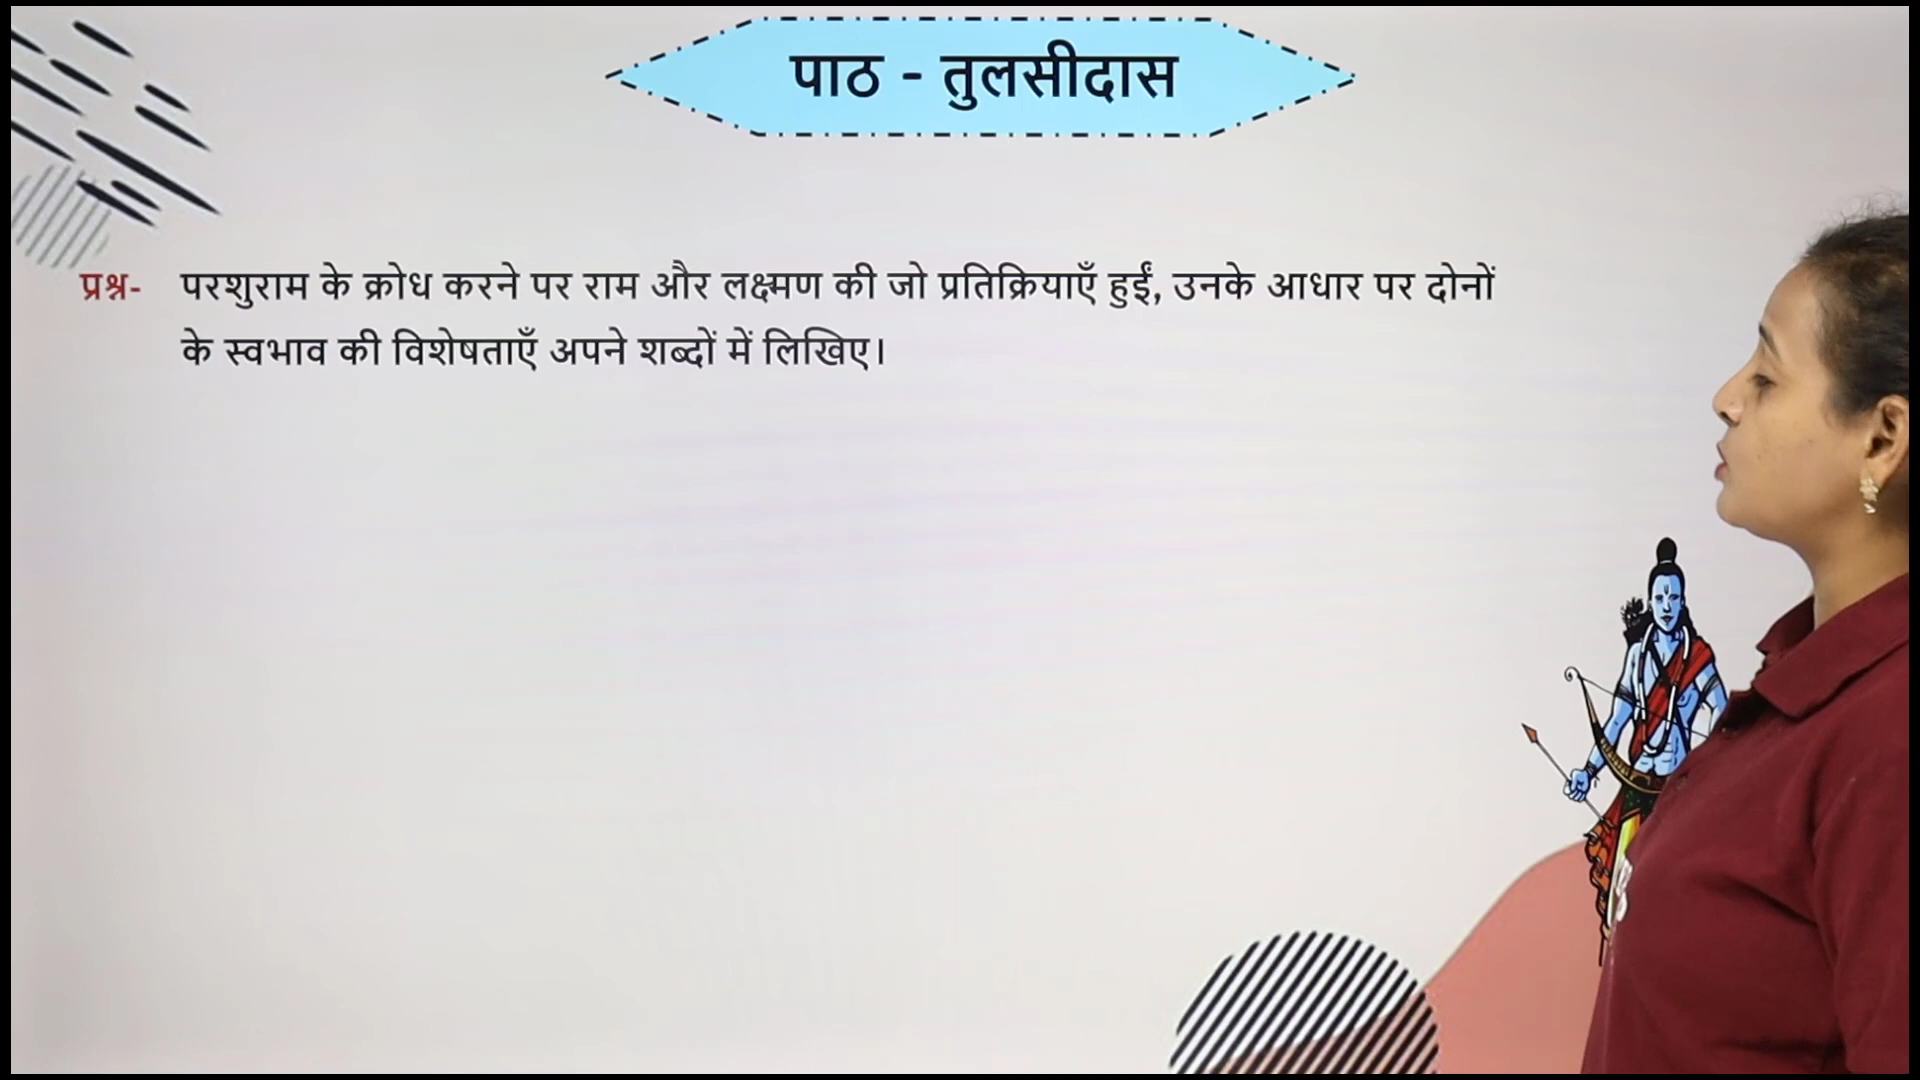 पाठ - तुलसीदास
प्रश्न- परशुराम के क्रोध करने पर राम और लक्ष्मण की जो प्रतिक्रियाएँ हुईं, उनके आधार पर दोनों
के स्वभाव की विशेषताएँ अपने शब्दों में लिखिए।